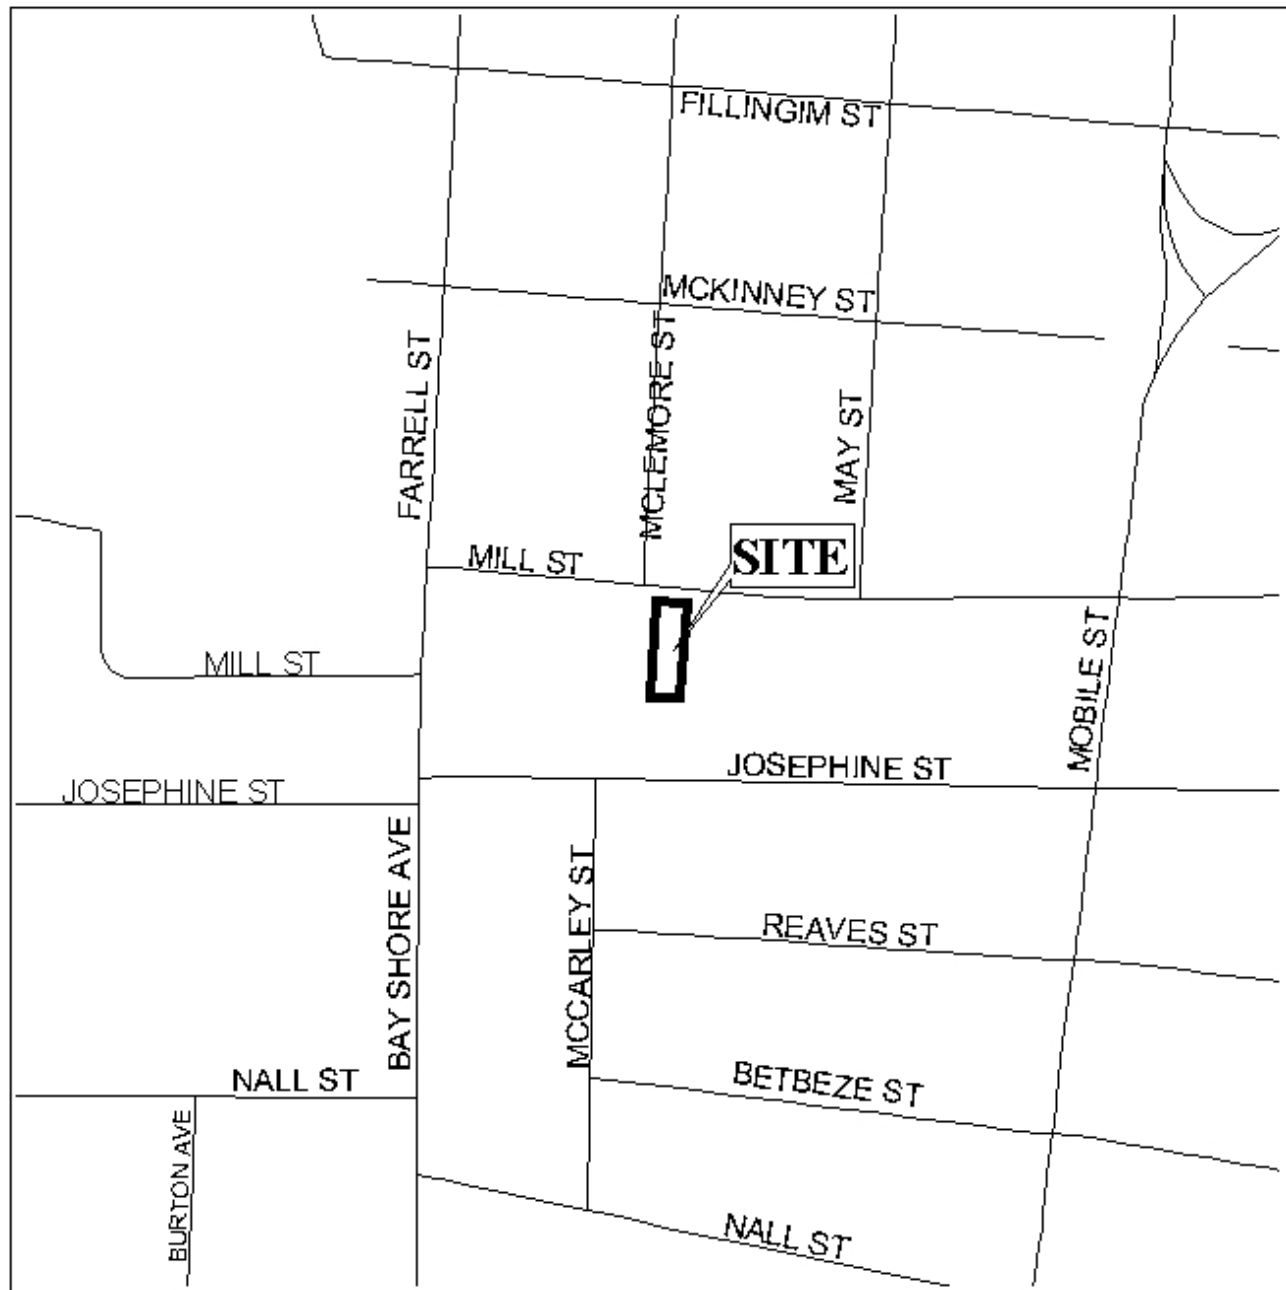 FILLINGIM ST
MCKINNEY ST
FARRELL ST
MCLEMORE ST
MAY ST
MILL ST
SITE
MILL ST
MOBILE ST
JOSEPHINE ST
JOSEPHINE ST
BAY SHORE AVE
MCCARLEY ST
REAVES ST
NALL ST
BETBEZE ST
BURTON AVE
NALL ST